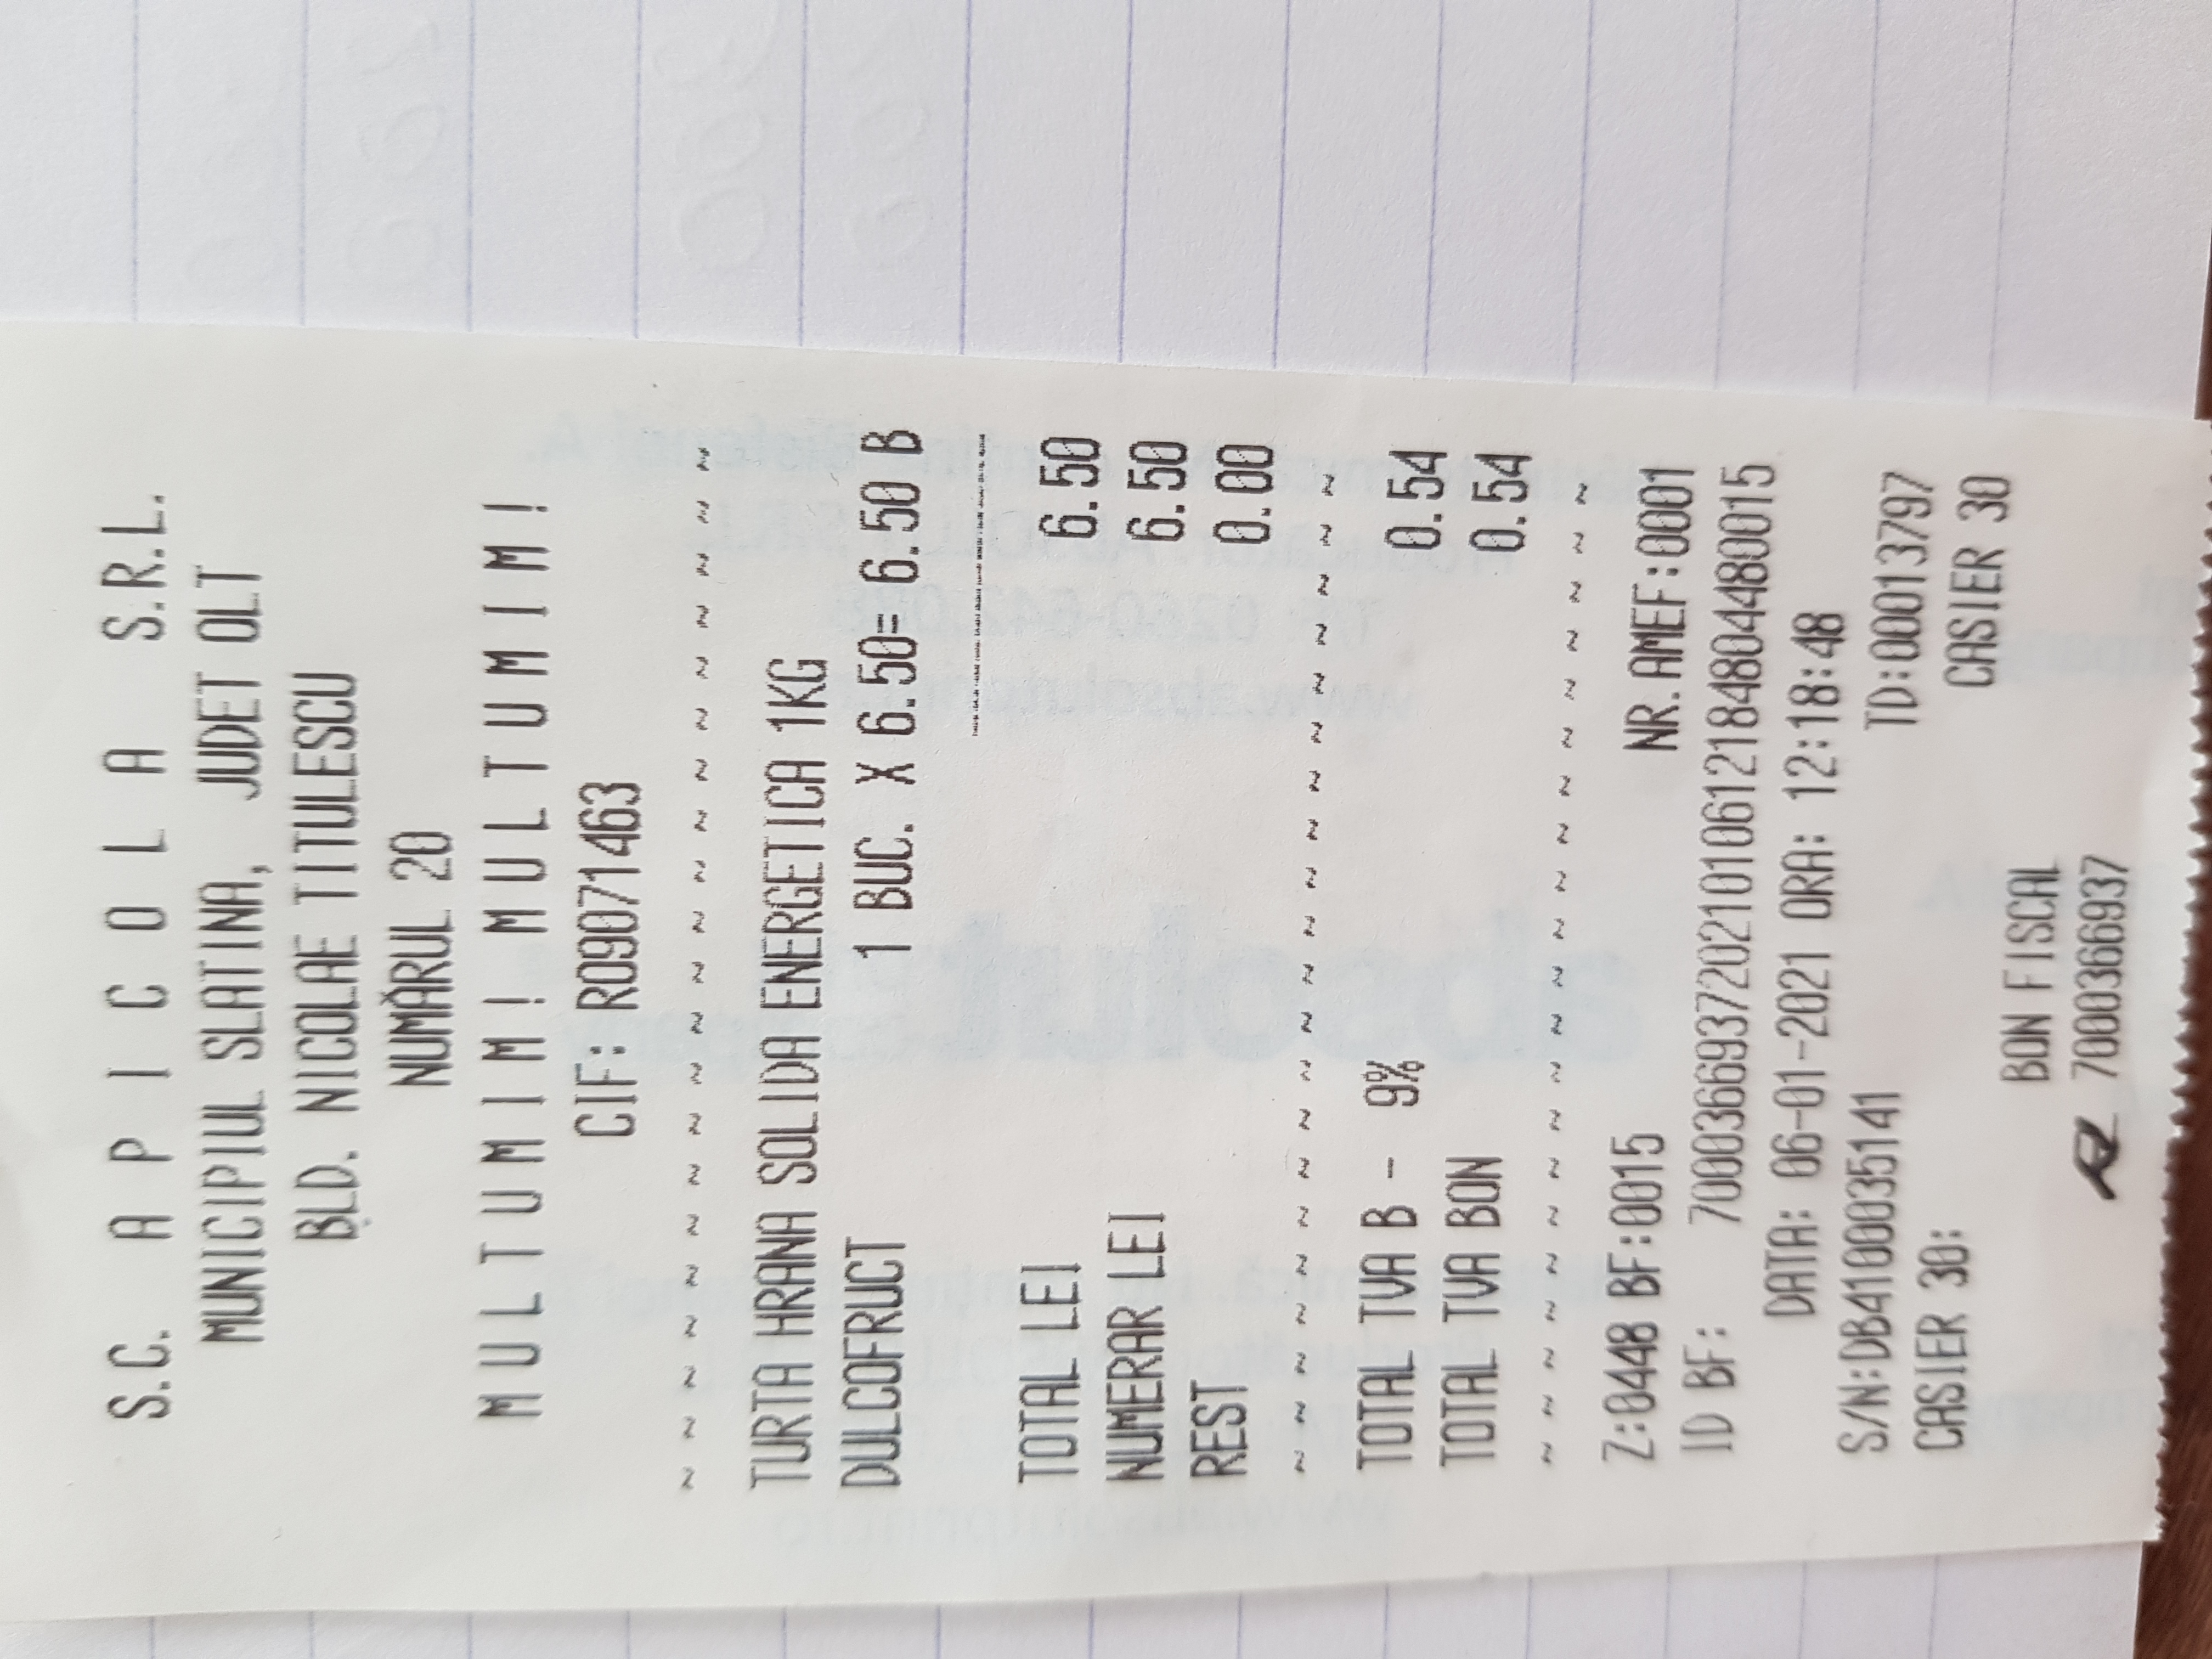 S.C. A P I C O L A S.R.L.
MUNICIPIUL SLATINA, JUDET OLT
BLD. NICOLAE TITULESCU
NUMĂRUL 20
M U L T U M I M ! M U L T U M I M !
CIF: RO9071463
~ ~ ~ ~ ~ ~ ~ ~ ~ ~ ~ ~ ~ ~ ~ ~ ~ ~ ~ ~ ~
TURTA HRANA SOLIDA ENERGETICA 1KG
DULCOFRUCT 1 BUC. X 6.50= 6.50 B
TOTAL LEI 6.50
NUMERAR LEI 6.50
REST 0.00
~ ~ ~ ~ ~ ~ ~ ~ ~ ~ ~ ~ ~ ~ ~ ~ ~ ~ ~ ~ ~
TOTAL TVA B - 9% 0.54
TOTAL TVA BON 0.54
~ ~ ~ ~ ~ ~ ~ ~ ~ ~ ~ ~ ~ ~ ~ ~ ~ ~ ~ ~ ~
Z:0448 BF:0015 NR.AMEF:0001
ID BF: 70003669372021010612184804480015
DATA: 06-01-2021 ORA: 12:18:48
S/N:DB4100035141 TD:00013797
CASIER 30: CASIER 30
BON FISCAL
7000366937